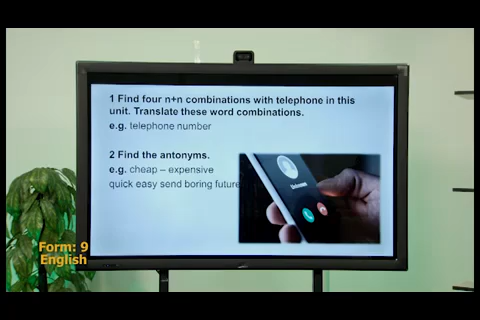 1 Find four n+n combinations with telephone in this
unit. Translate these word combinations.
e.g. telephone number
2 Find the antonyms.
e.g. cheap – expensive
quick easy send boring future
Unknown
Form: 9
English